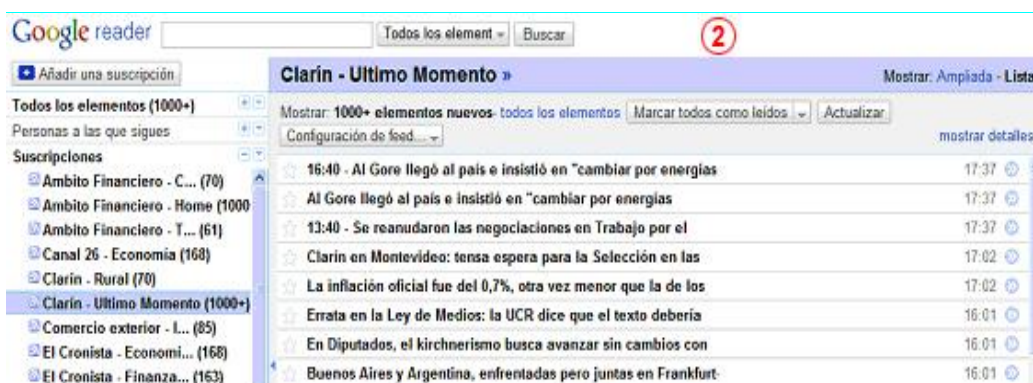 Google reader Todos los element Buscar 2
Añadir una suscripción
Todos los elementos (1000+)
Personas a las que sigues
Suscripciones
Ambito Financiero - C... (70)
Ambito Financiero - Home (1000
Ambito Financiero - T... (61)
Canal 26 - Economía (168)
Clarín - Rural (70)
Clarín - Ultimo Momento (1000+)
Comercio exterior - I... (85)
El Cronista - Economi... (168)
El Cronista - Finanza... (163)
Clarín - Ultimo Momento » Mostrar: Ampliada - Lista
Mostrar: 1000+ elementos nuevos- todos los elementos Marcar todos como leídos Actualizar
Configuración de feed... mostrar detalles
16:40 - Al Gore llegó al país e insistió en "cambiar por energías 17:37
Al Gore llegó al país e insistió en "cambiar por energías 17:37
13:40 - Se reanudaron las negociaciones en Trabajo por el 17:37
Clarín en Montevideo: tensa espera para la Selección en las 17:02
La inflación oficial fue del 0,7%, otra vez menor que la de los 17:02
Errata en la Ley de Medios: la UCR dice que el texto debería 16:01
En Diputados, el kirchnerismo busca avanzar sin cambios con 16:01
Buenos Aires y Argentina, enfrentadas pero juntas en Frankfurt- 16:01